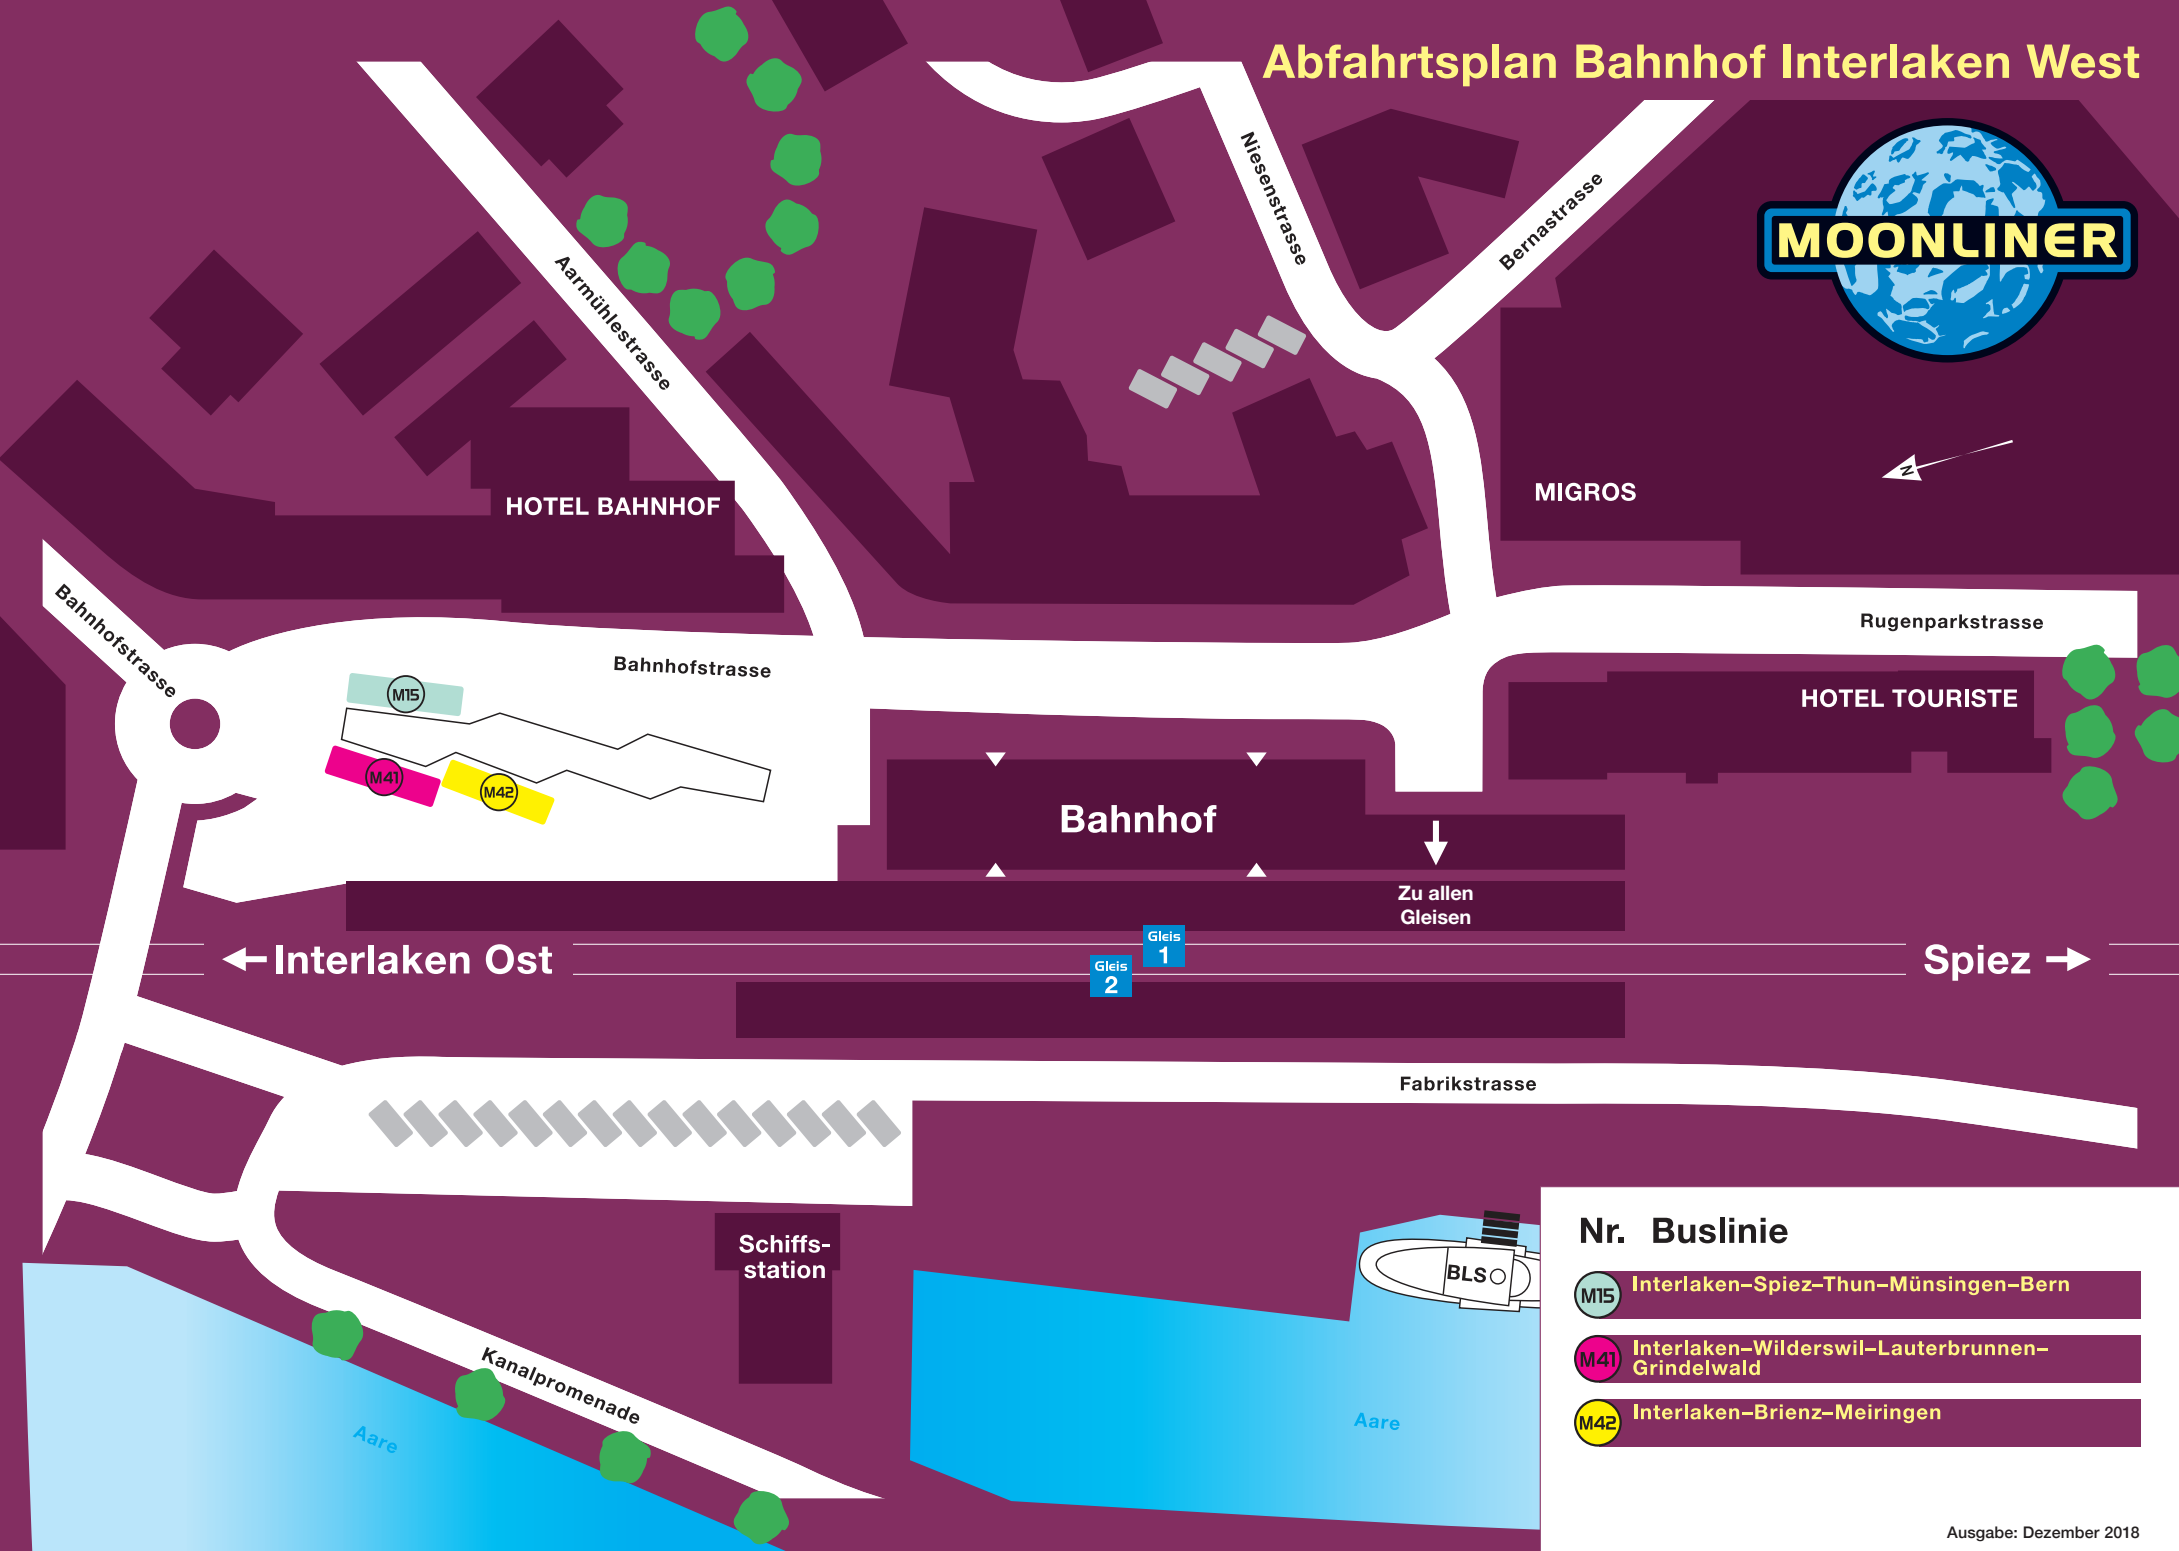 Abfahrtsplan Bahnhof Interlaken West
MOONLINER
Niesenstrasse
Bernastrasse
Aarmühlestrasse
N
MIGROS
HOTEL BAHNHOF
Bahnhofstrasse
Bahnhofstrasse
Rugenparkstrasse
M15
HOTEL TOURISTE
M41
M42
Bahnhof
Zu allen
Gleisen
Interlaken Ost
Gleis
1
Gleis
2
Spiez
Fabrikstrasse
Schiffs-
station
BLS
Kanalpromenade
Aare
Aare
Nr. Buslinie
M15 Interlaken–Spiez–Thun–Münsingen–Bern
M41 Interlaken–Wilderswil–Lauterbrunnen–
Grindelwald
M42 Interlaken–Brienz–Meiringen
Ausgabe: Dezember 2018